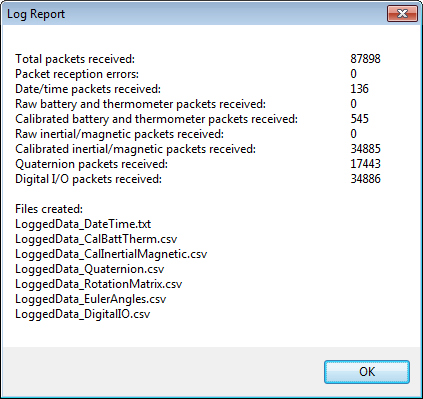 Log Report
Total packets received: 87898
Packet reception errors: 0
Date/time packets received: 136
Raw battery and thermometer packets received: 0
Calibrated battery and thermometer packets received: 545
Raw inertial/magnetic packets received: 0
Calibrated inertial/magnetic packets received: 34885
Quaternion packets received: 17443
Digital I/O packets received: 34886
Files created:
LoggedData_DateTime.txt
LoggedData_CalBattTherm.csv
LoggedData_CalInertialMagnetic.csv
LoggedData_Quaternion.csv
LoggedData_RotationMatrix.csv
LoggedData_EulerAngles.csv
LoggedData_DigitalIO.csv
OK